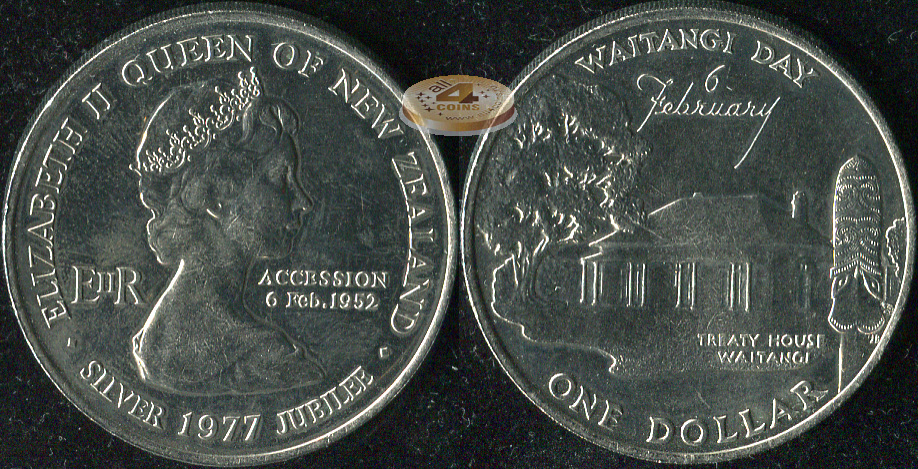 ELIZABETH II QUEEN OF NEW ZEALAND
EIIR
ACCESSION
6 Feb. 1952
SILVER 1977 JUBILEE
4
COINS
WAITANGI DAY
6
February
TREATY HOUSE
WAITANGI
ONE DOLLAR